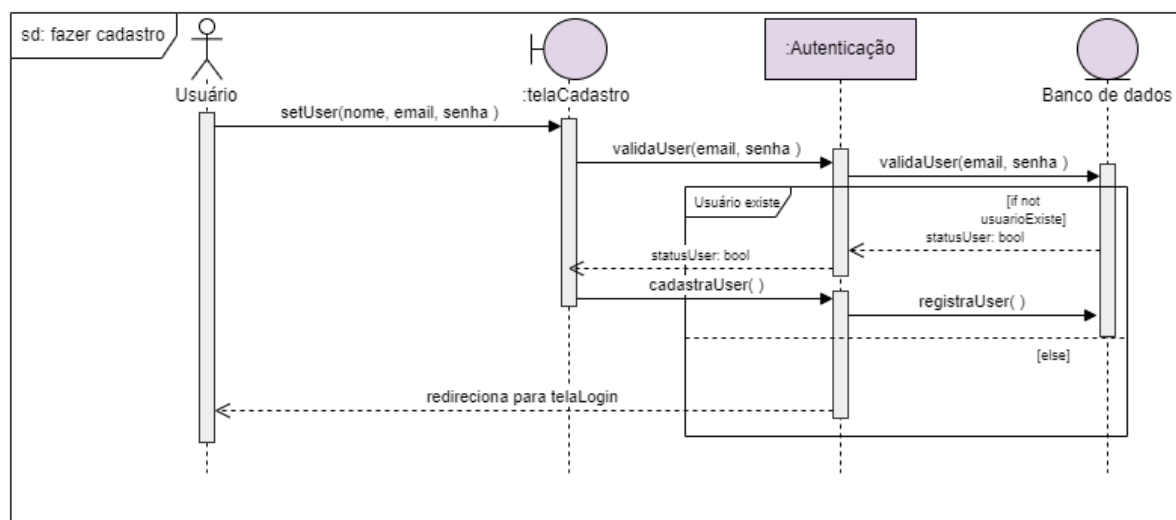 sd: fazer cadastro
Usuário
:telaCadastro
:Autenticação
Banco de dados
setUser(nome, email, senha )
validaUser(email, senha )
validaUser(email, senha )
Usuário existe
[if not
usuarioExiste]
statusUser: bool
statusUser: bool
cadastraUser( )
registraUser( )
[else]
redireciona para telaLogin